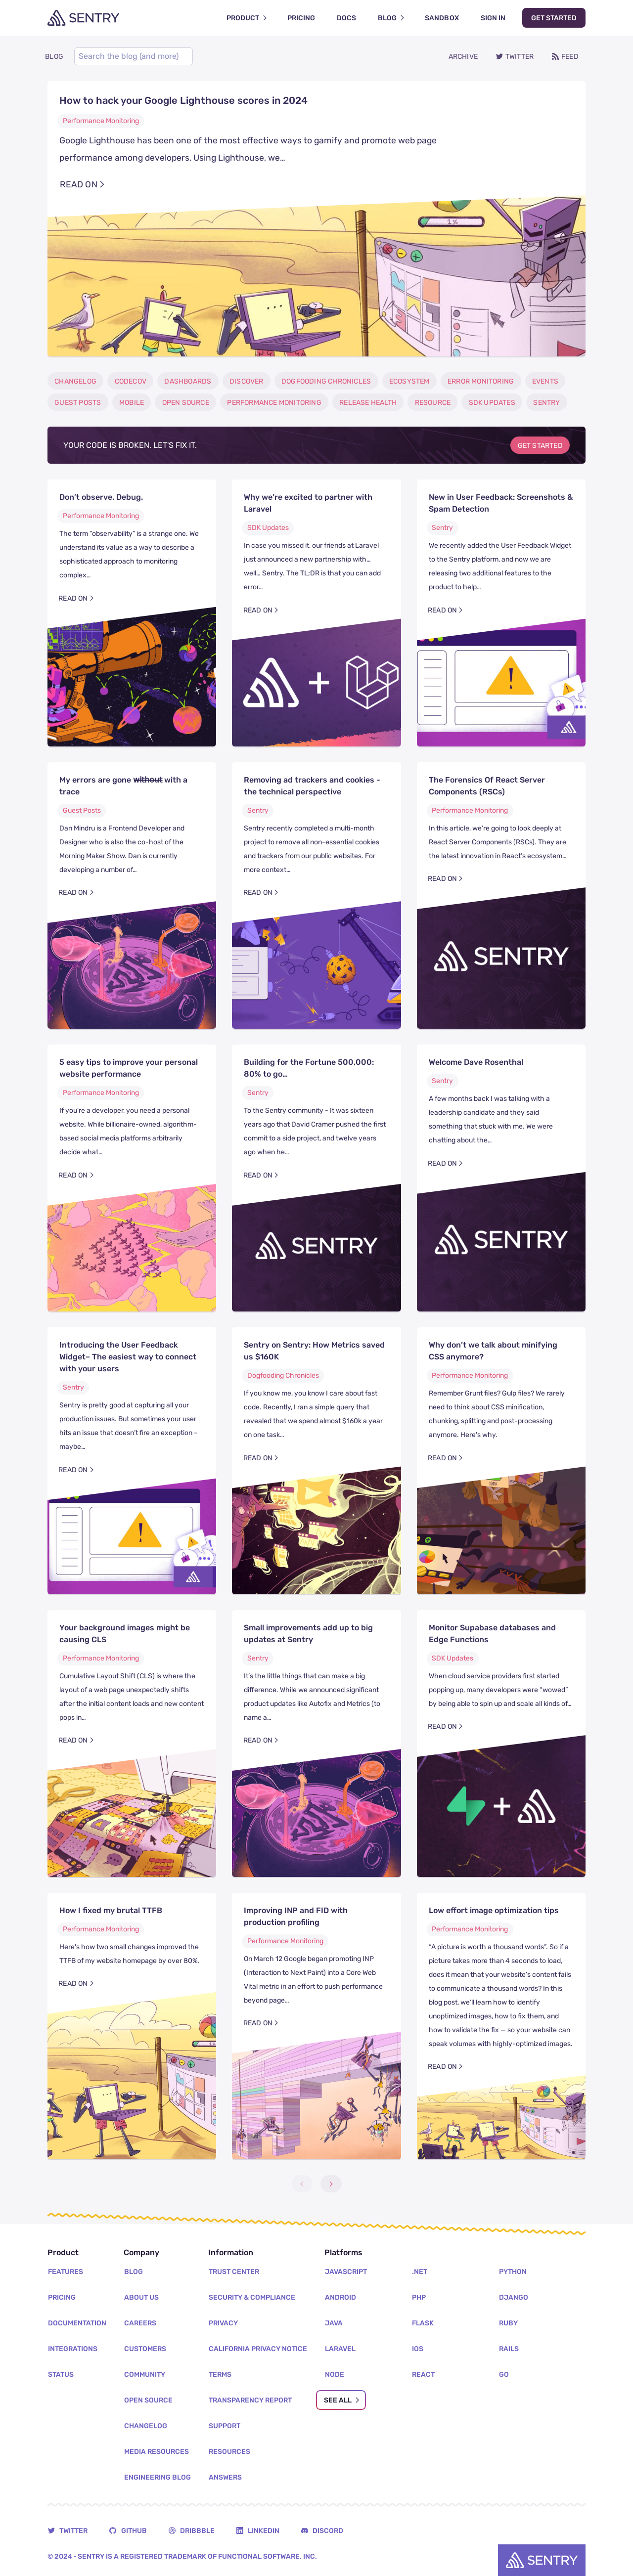 SENTRY
PRODUCT
PRICING
DOCS
BLOG
SANDBOX
SIGN IN
GET STARTED
BLOG
Search the blog (and more)
ARCHIVE
TWITTER
FEED
How to hack your Google Lighthouse scores in 2024
Performance Monitoring
Google Lighthouse has been one of the most effective ways to gamify and promote web page
performance among developers. Using Lighthouse, we…
READ ON
CHANGELOG
CODECOV
DASHBOARDS
DISCOVER
DOGFOODING CHRONICLES
ECOSYSTEM
ERROR MONITORING
EVENTS
GUEST POSTS
MOBILE
OPEN SOURCE
PERFORMANCE MONITORING
RELEASE HEALTH
RESOURCE
SDK UPDATES
SENTRY
YOUR CODE IS BROKEN. LET'S FIX IT.
GET STARTED
Don't observe. Debug.
Performance Monitoring
The term "observability" is a strange one. We
understand its value as a way to describe a
sophisticated approach to monitoring
complex…
READ ON
Why we're excited to partner with
Laravel
SDK Updates
In case you missed it, our friends at Laravel
just announced a new partnership with…
well… Sentry. The TL;DR is that you can add
error…
READ ON
New in User Feedback: Screenshots &
Spam Detection
Sentry
We recently added the User Feedback Widget
to the Sentry platform, and now we are
releasing two additional features to the
product to help…
READ ON
My errors are gone without with a
trace
Guest Posts
Dan Mindru is a Frontend Developer and
Designer who is also the co-host of the
Morning Maker Show. Dan is currently
developing a number of…
READ ON
Removing ad trackers and cookies -
the technical perspective
Sentry
Sentry recently completed a multi-month
project to remove all non-essential cookies
and trackers from our public websites. For
more context…
READ ON
The Forensics Of React Server
Components (RSCs)
Performance Monitoring
In this article, we're going to look deeply at
React Server Components (RSCs). They are
the latest innovation in React's ecosystem…
READ ON
SENTRY
5 easy tips to improve your personal
website performance
Performance Monitoring
If you're a developer, you need a personal
website. While billionaire-owned, algorithm-
based social media platforms arbitrarily
decide what…
READ ON
Building for the Fortune 500,000:
80% to go…
Sentry
To the Sentry community - It was sixteen
years ago that David Cramer pushed the first
commit to a side project, and twelve years
ago when he…
READ ON
SENTRY
Welcome Dave Rosenthal
Sentry
A few months back I was talking with a
leadership candidate and they said
something that stuck with me. We were
chatting about the…
READ ON
SENTRY
Introducing the User Feedback
Widget– The easiest way to connect
with your users
Sentry
Sentry is pretty good at capturing all your
production issues. But sometimes your user
hits an issue that doesn't fire an exception –
maybe…
READ ON
Sentry on Sentry: How Metrics saved
us $160K
Dogfooding Chronicles
If you know me, you know I care about fast
code. Recently, I ran a simple query that
revealed that we spend almost $160k a year
on one task…
READ ON
Why don't we talk about minifying
CSS anymore?
Performance Monitoring
Remember Grunt files? Gulp files? We rarely
need to think about CSS minification,
chunking, splitting and post-processing
anymore. Here's why.
READ ON
Your background images might be
causing CLS
Performance Monitoring
Cumulative Layout Shift (CLS) is where the
layout of a web page unexpectedly shifts
after the initial content loads and new content
pops in…
READ ON
Small improvements add up to big
updates at Sentry
Sentry
It's the little things that can make a big
difference. While we announced significant
product updates like Autofix and Metrics (to
name a…
READ ON
Monitor Supabase databases and
Edge Functions
SDK Updates
When cloud service providers first started
popping up, many developers were "wowed"
by being able to spin up and scale all kinds of…
READ ON
How I fixed my brutal TTFB
Performance Monitoring
Here's how two small changes improved the
TTFB of my website homepage by over 80%.
READ ON
Improving INP and FID with
production profiling
Performance Monitoring
On March 12 Google began promoting INP
(Interaction to Next Paint) into a Core Web
Vital metric in an effort to push performance
beyond page…
READ ON
Low effort image optimization tips
Performance Monitoring
"A picture is worth a thousand words". So if a
picture takes more than 4 seconds to load,
does it mean that your website's content fails
to communicate a thousand words? In this
blog post, we'll learn how to identify
unoptimized images, how to fix them, and
how to validate the fix — so your website can
speak volumes with highly-optimized images.
READ ON
Product
FEATURES
PRICING
DOCUMENTATION
INTEGRATIONS
STATUS
Company
BLOG
ABOUT US
CAREERS
CUSTOMERS
COMMUNITY
OPEN SOURCE
CHANGELOG
MEDIA RESOURCES
ENGINEERING BLOG
Information
TRUST CENTER
SECURITY & COMPLIANCE
PRIVACY
CALIFORNIA PRIVACY NOTICE
TERMS
TRANSPARENCY REPORT
SUPPORT
RESOURCES
ANSWERS
Platforms
JAVASCRIPT
ANDROID
JAVA
LARAVEL
NODE
SEE ALL
.NET
PHP
FLASK
IOS
REACT
PYTHON
DJANGO
RUBY
RAILS
GO
TWITTER
GITHUB
DRIBBBLE
LINKEDIN
DISCORD
© 2024 • SENTRY IS A REGISTERED TRADEMARK OF FUNCTIONAL SOFTWARE, INC.
SENTRY